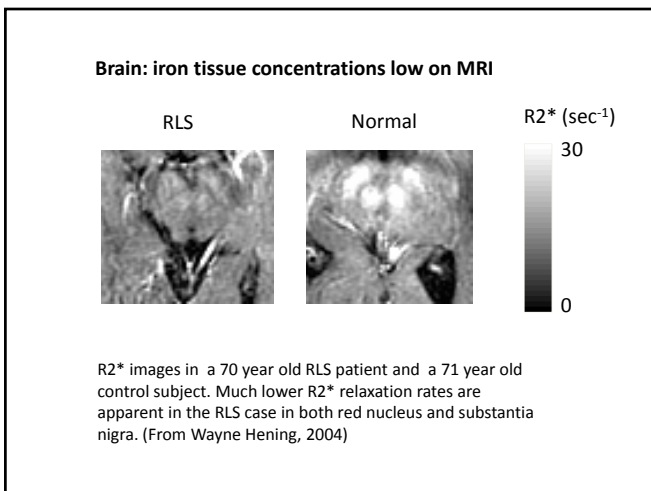 Brain: iron tissue concentrations low on MRI
RLS
Normal
R2* (sec-1)
30
0
R2* images in  a 70 year old RLS patient and  a 71 year old
control subject. Much lower R2* relaxation rates are
apparent in the RLS case in both red nucleus and substantia
nigra. (From Wayne Hening, 2004)